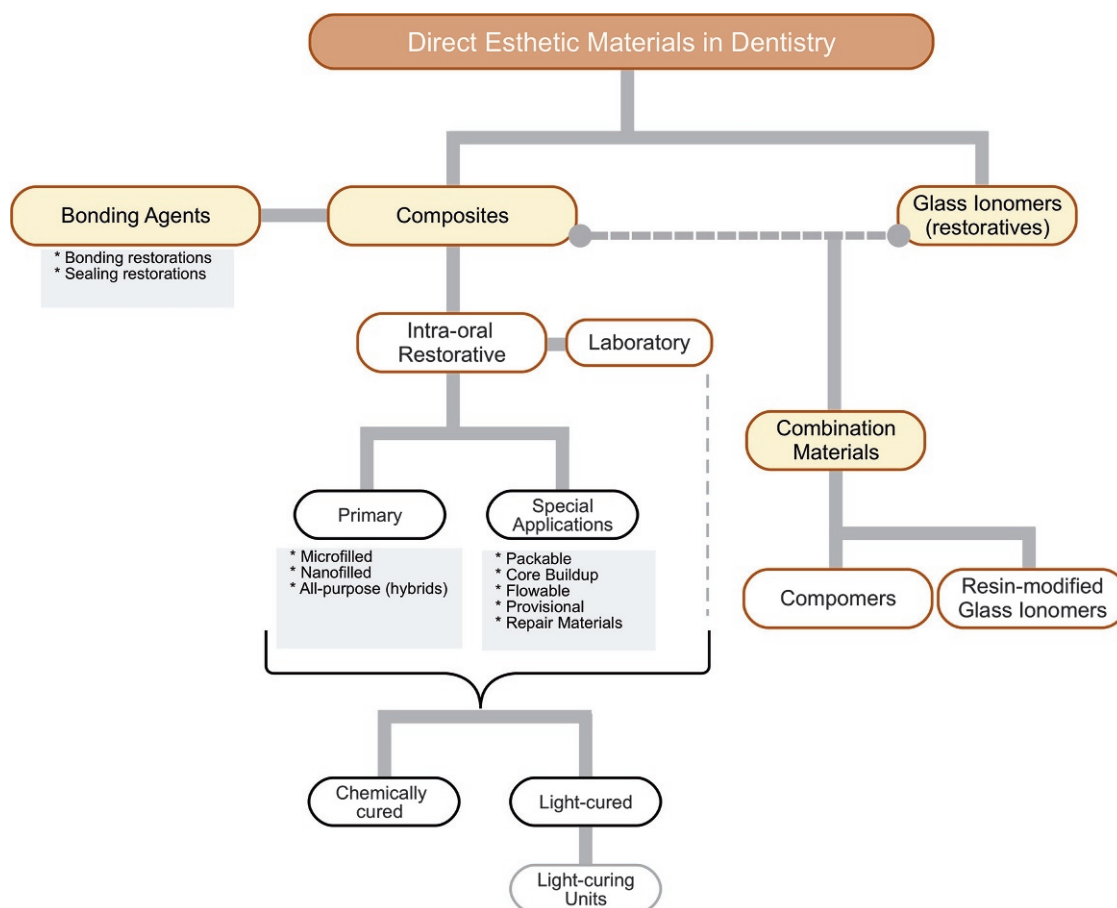 Direct Esthetic Materials in Dentistry
Bonding Agents
* Bonding restorations
* Sealing restorations
Composites
Glass Ionomers
(restoratives)
Intra-oral
Restorative
Laboratory
Combination
Materials
Primary
* Microfilled
* Nanofilled
* All-purpose (hybrids)
Special
Applications
* Packable
* Core Buildup
* Flowable
* Provisional
* Repair Materials
Compomers
Resin-modified
Glass Ionomers
Chemically
cured
Light-cured
Light-curing
Units